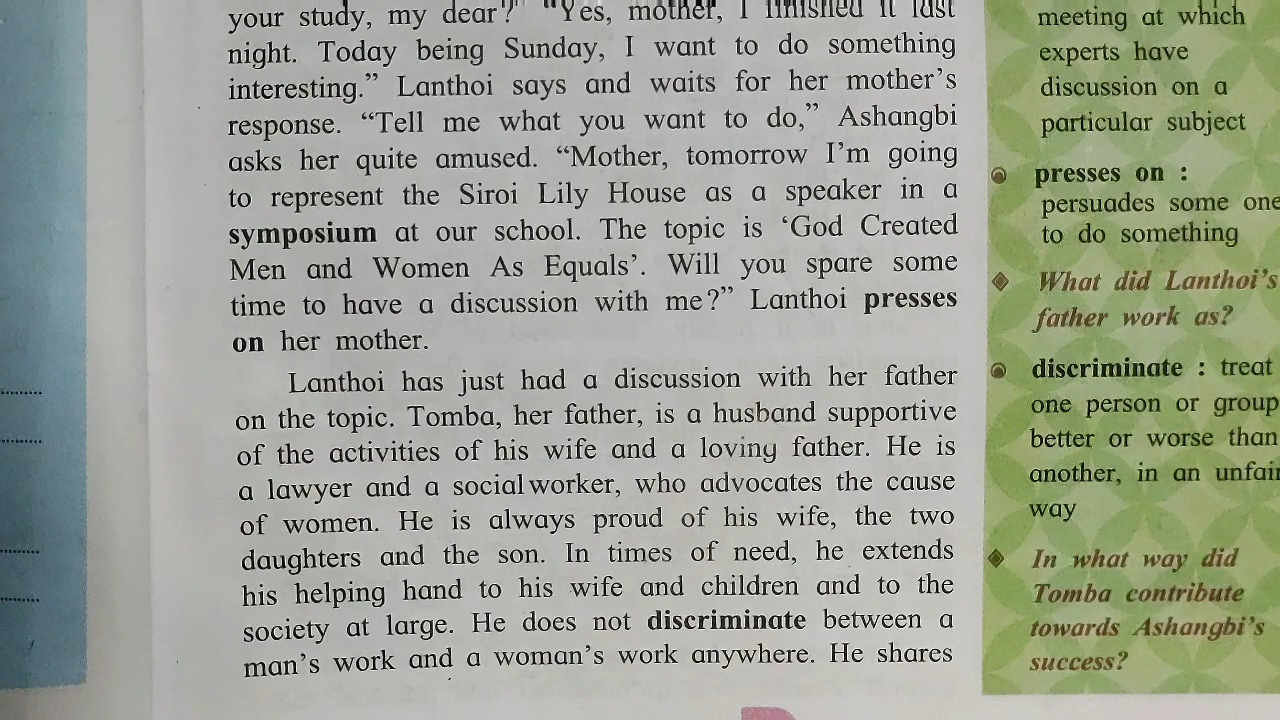 your study, my dear?" "Yes, mother, I finished it last
night. Today being Sunday, I want to do something
interesting.” Lanthoi says and waits for her mother’s
response. “Tell me what you want to do,” Ashangbi
asks her quite amused. “Mother, tomorrow I’m going
to represent the Siroi Lily House as a speaker in a
symposium at our school. The topic is ‘God Created
Men and Women As Equals’. Will you spare some
time to have a discussion with me?” Lanthoi presses
on her mother.
Lanthoi has just had a discussion with her father
on the topic. Tomba, her father, is a husband supportive
of the activities of his wife and a loving father. He is
a lawyer and a social worker, who advocates the cause
of women. He is always proud of his wife, the two
daughters and the son. In times of need, he extends
his helping hand to his wife and children and to the
society at large. He does not discriminate between a
man’s work and a woman’s work anywhere. He shares
meeting at which
experts have
discussion on a
particular subject
presses on :
persuades some one
to do something
What did Lanthoi’s
father work as?
discriminate : treat
one person or group
better or worse than
another, in an unfair
way
In what way did
Tomba contribute
towards Ashangbi’s
success?